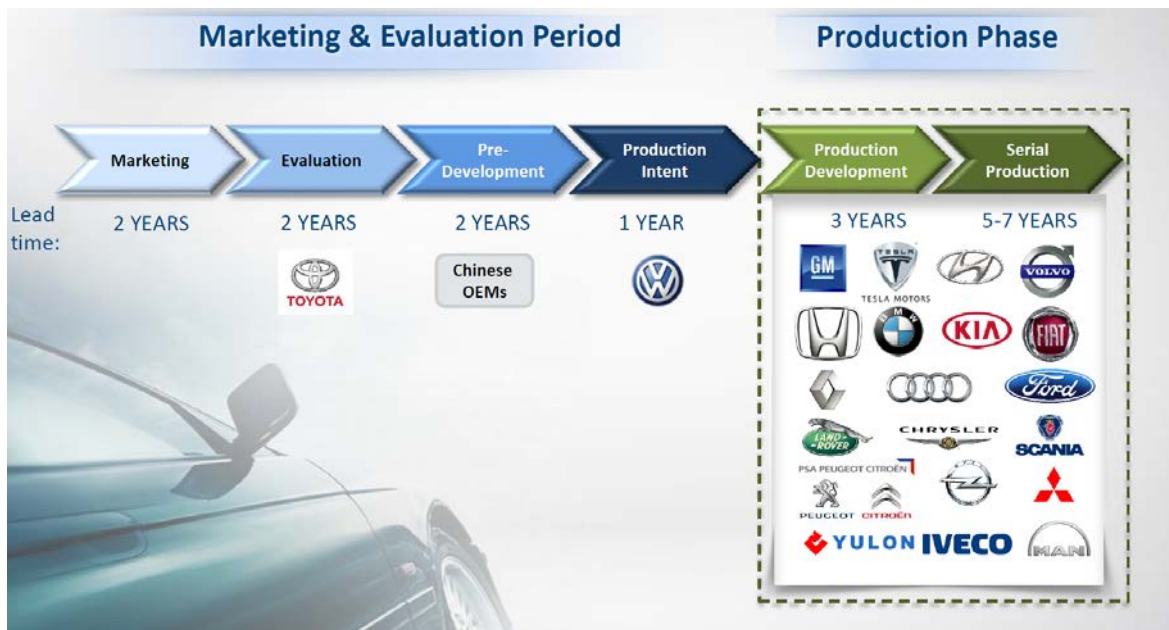 Marketing & Evaluation Period
Production Phase
Marketing
Evaluation
Pre-
Development
Production
Intent
Production
Development
Serial
Production
Lead
time:
2 YEARS
2 YEARS
2 YEARS
1 YEAR
3 YEARS
5-7 YEARS
TOYOTA
Chinese
OEMs
GM
TESLA
TESLA MOTORS
VOLVO
BMW
KIA
FIAT
Ford
LAND-
ROVER
CHRYSLER
SCANIA
PSA PEUGEOT CITROËN
PEUGEOT
CITROËN
YULON
IVECO
MAN